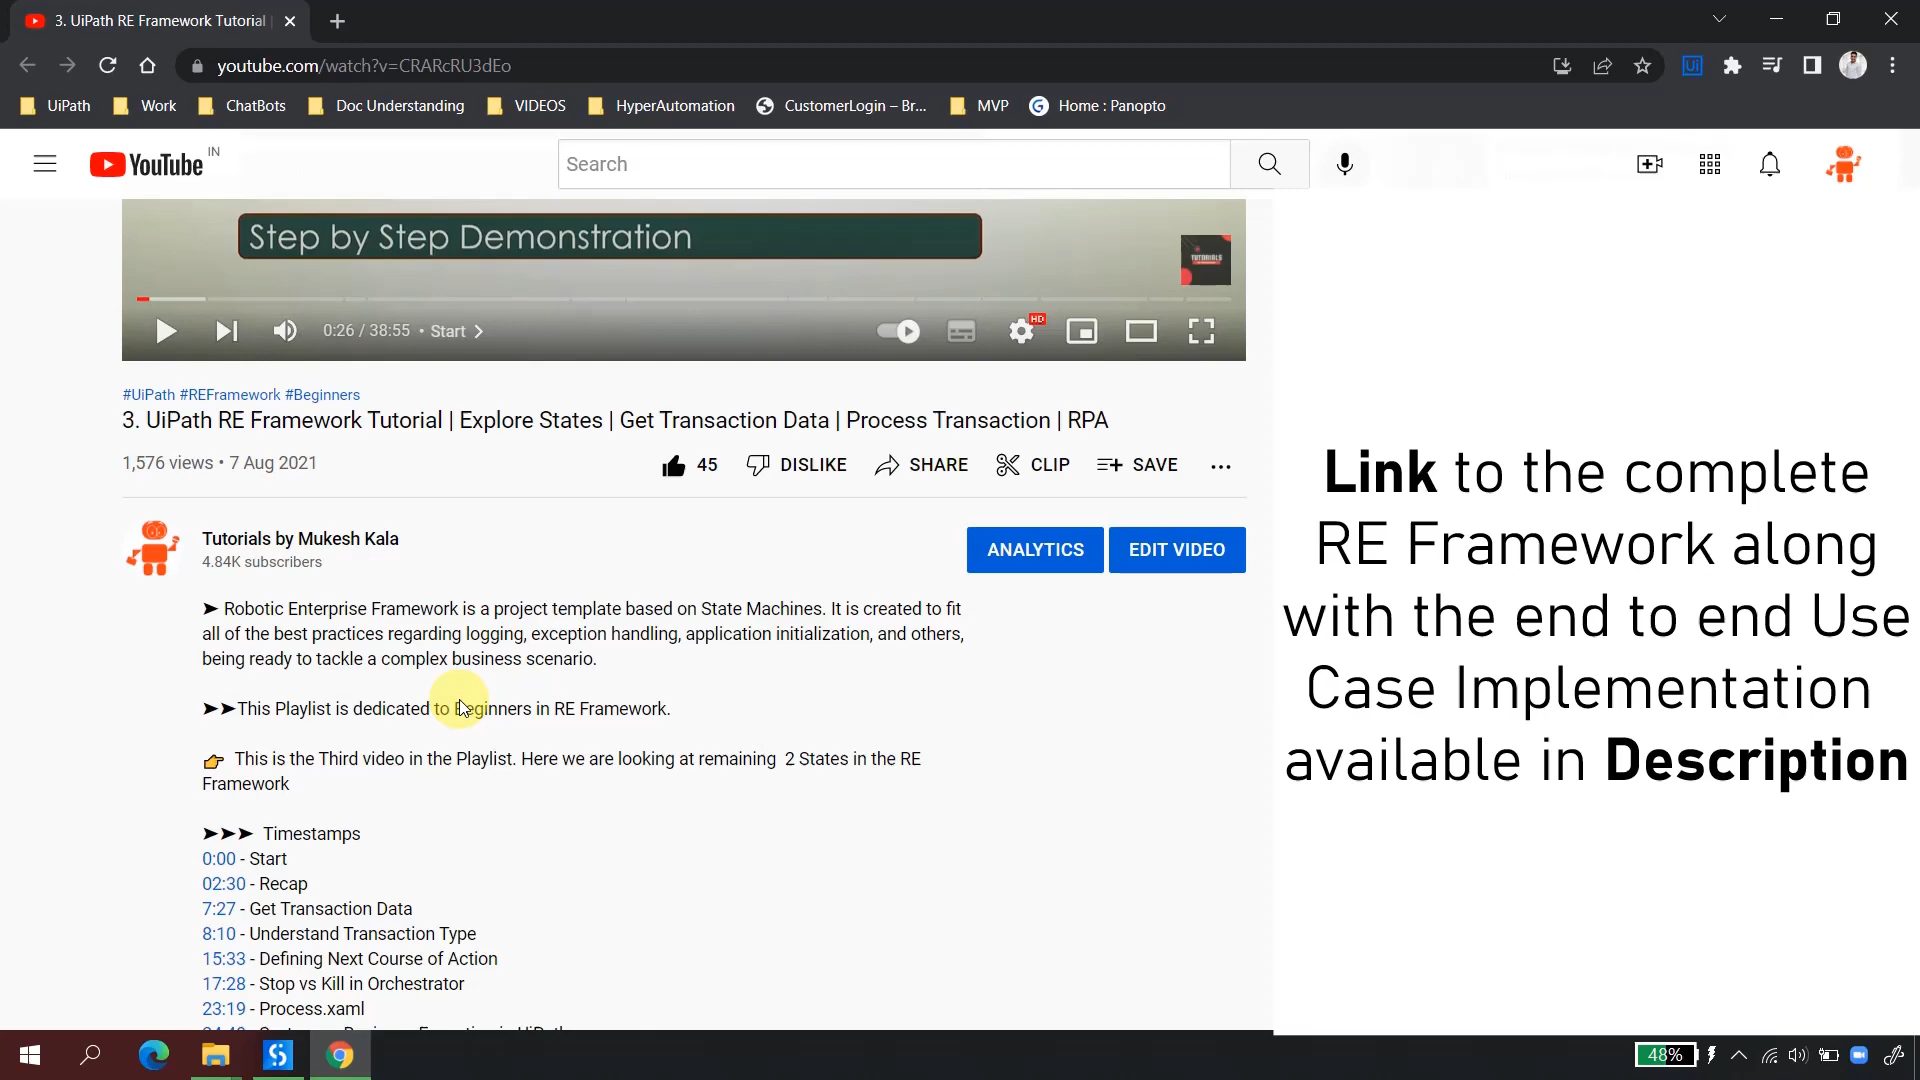 3. UiPath RE Framework Tutorial |
youtube.com/watch?v=CRARcRU3dEo
Ui
UiPath
Work
ChatBots
Doc Understanding
VIDEOS
HyperAutomation
CustomerLogin – Br...
MVP
Home : Panopto
YouTube IN
Search
Step by Step Demonstration
TUTORIALS
0:26 / 38:55 • Start
HD
#UiPath #REFramework #Beginners
3. UiPath RE Framework Tutorial | Explore States | Get Transaction Data | Process Transaction | RPA
1,576 views • 7 Aug 2021
45
DISLIKE
SHARE
CLIP
SAVE
Tutorials by Mukesh Kala
4.84K subscribers
ANALYTICS
EDIT VIDEO
➤ Robotic Enterprise Framework is a project template based on State Machines. It is created to fit
all of the best practices regarding logging, exception handling, application initialization, and others,
being ready to tackle a complex business scenario.
➤➤This Playlist is dedicated to Beginners in RE Framework.
👉 This is the Third video in the Playlist. Here we are looking at remaining 2 States in the RE
Framework
➤➤➤ Timestamps
0:00 - Start
02:30 - Recap
7:27 - Get Transaction Data
8:10 - Understand Transaction Type
15:33 - Defining Next Course of Action
17:28 - Stop vs Kill in Orchestrator
23:19 - Process.xaml
Link to the complete
RE Framework along
with the end to end Use
Case Implementation
available in Description
48%